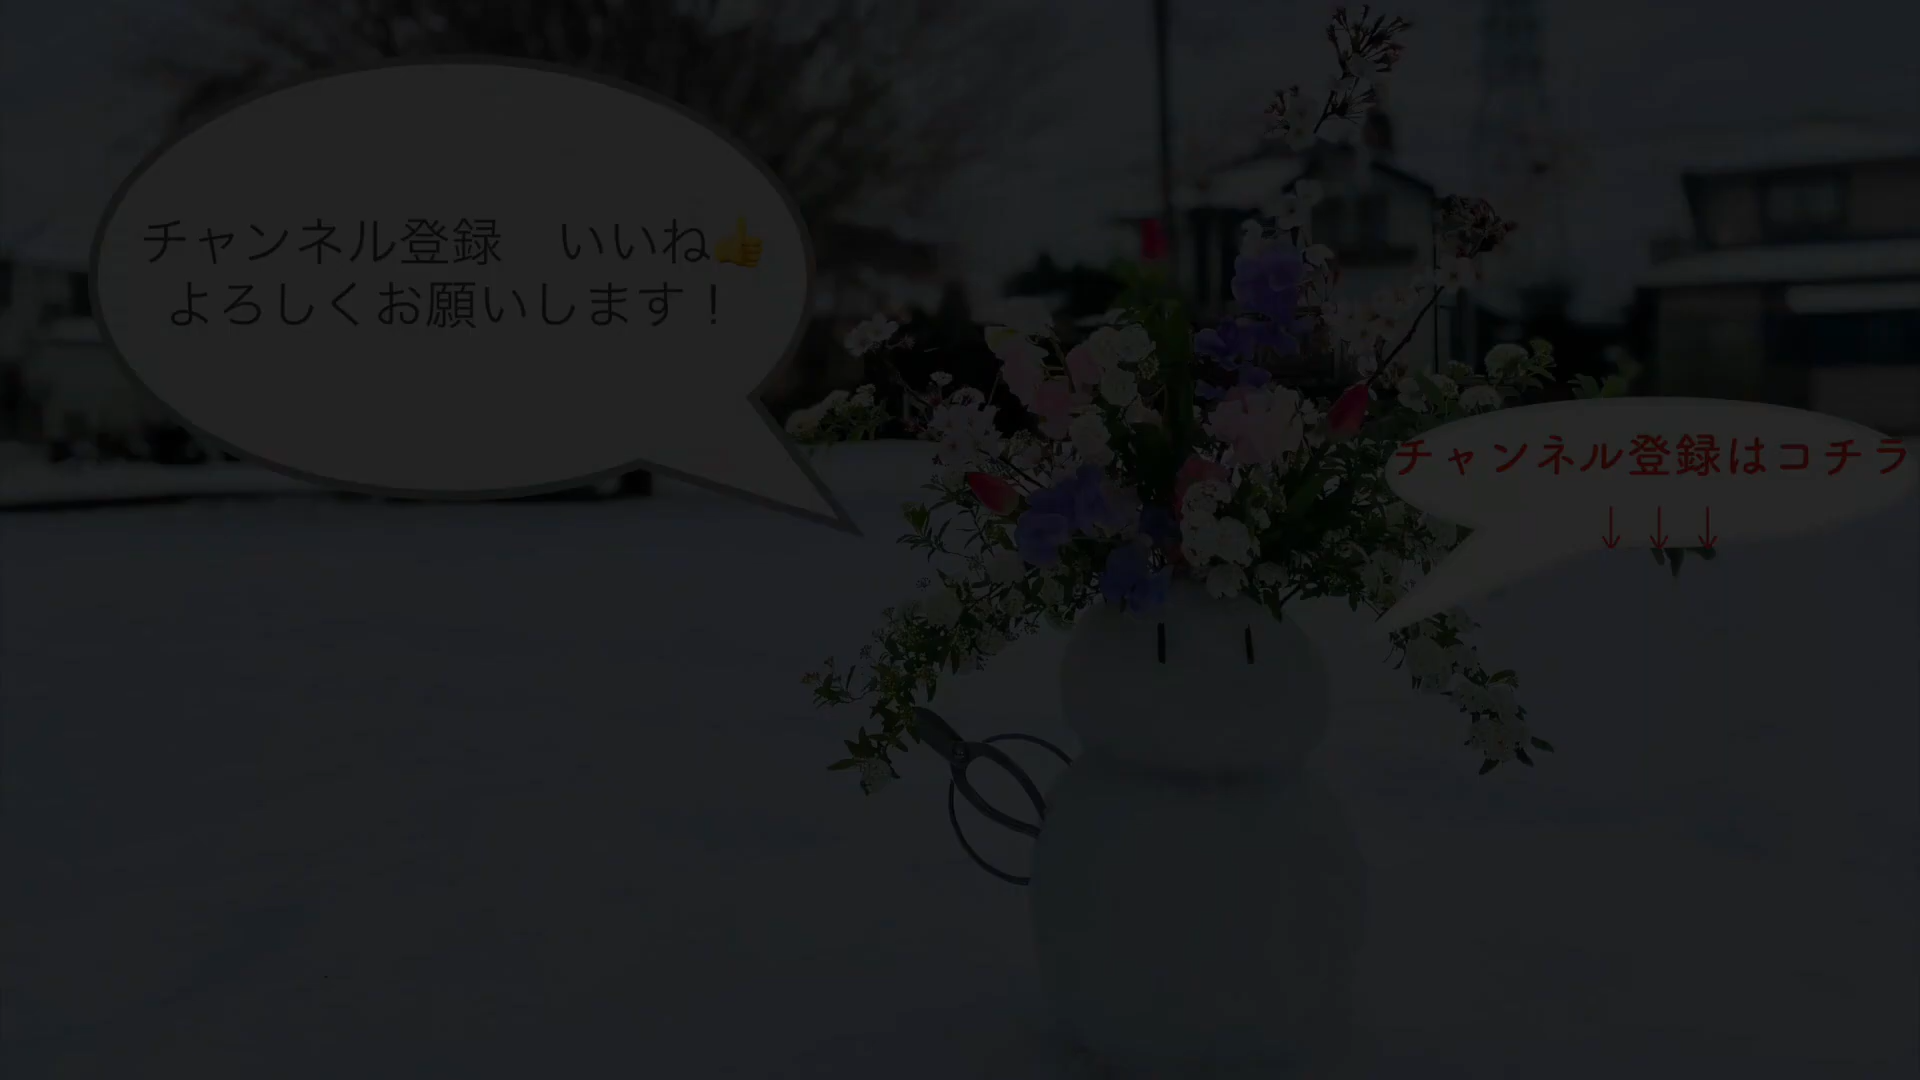 チャンネル登録　いいね👍
よろしくお願いします！
チャンネル登録はコチラ
↓ ↓ ↓